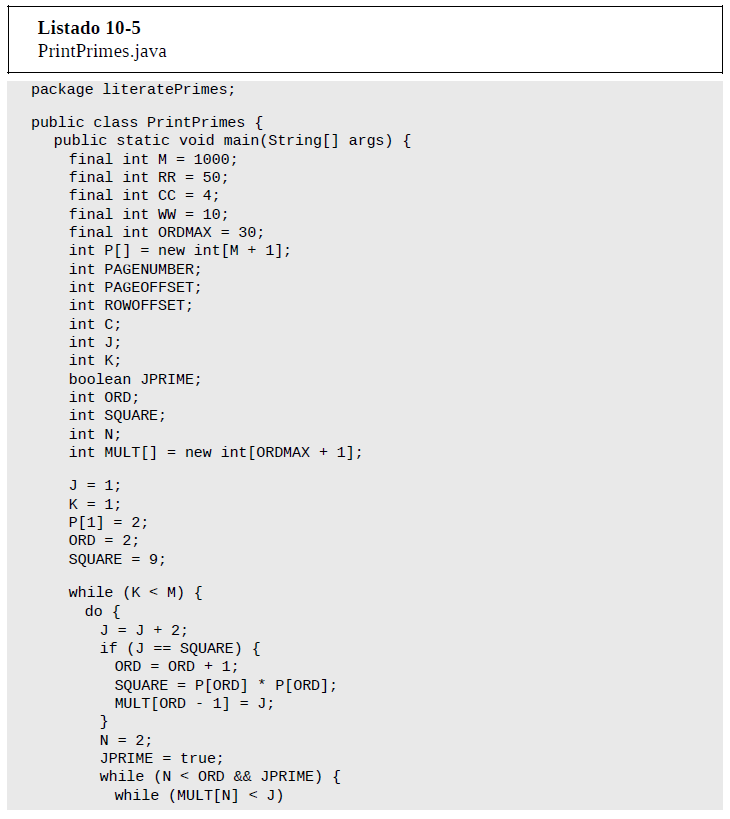 Listado 10-5
PrintPrimes.java
package literatePrimes;
public class PrintPrimes {
public static void main(String[] args) {
final int M = 1000;
final int RR = 50;
final int CC = 4;
final int WW = 10;
final int ORDMAX = 30;
int P[] = new int[M + 1];
int PAGENUMBER;
int PAGEOFFSET;
int ROWOFFSET;
int C;
int J;
int K;
boolean JPRIME;
int ORD;
int SQUARE;
int N;
int MULT[] = new int[ORDMAX + 1];
J = 1;
K = 1;
P[1] = 2;
ORD = 2;
SQUARE = 9;
while (K < M) {
do {
J = J + 2;
if (J == SQUARE) {
ORD = ORD + 1;
SQUARE = P[ORD] * P[ORD];
MULT[ORD - 1] = J;
}
N = 2;
JPRIME = true;
while (N < ORD && JPRIME) {
while (MULT[N] < J)